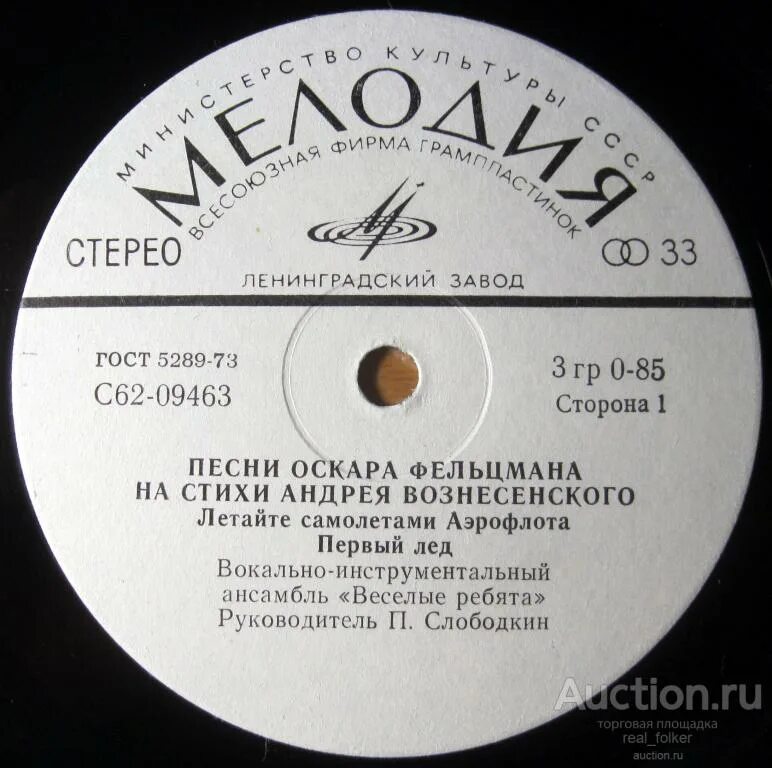 МИНИСТЕРСТВО КУЛЬТУРЫ СССР
МЕЛОДИЯ
ВСЕСОЮЗНАЯ ФИРМА ГРАМПЛАСТИНОК
СТЕРЕО
33
ЛЕНИНГРАДСКИЙ ЗАВОД
ГОСТ 5289-73
С62-09463
3 гр 0-85
Сторона 1
ПЕСНИ ОСКАРА ФЕЛЬЦМАНА
НА СТИХИ АНДРЕЯ ВОЗНЕСЕНСКОГО
Летайте самолетами Аэрофлота
Первый лед
Вокально-инструментальный
ансамбль «Веселые ребята»
Руководитель П. Слободкин
Auction.ru
торговая площадка
real_folker
auction.ru